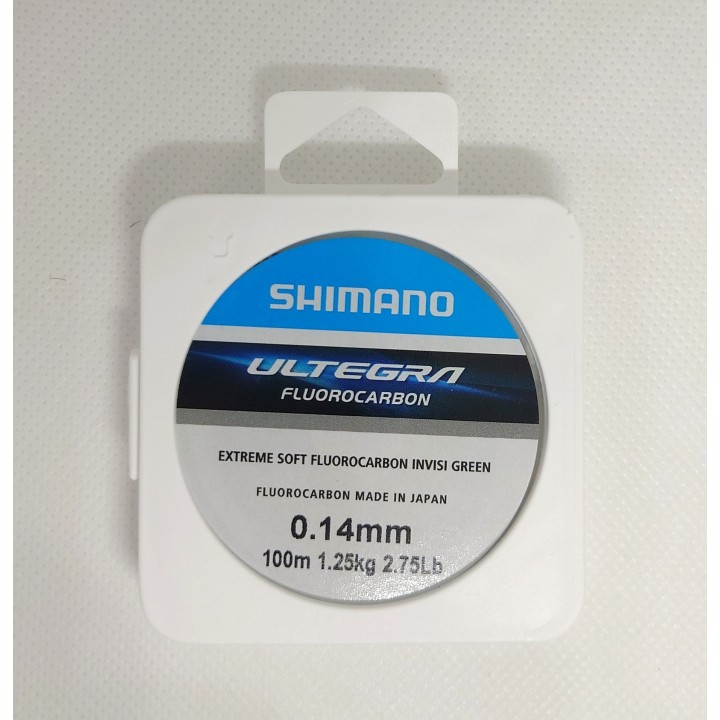 SHIMANO
ULTEGRA
FLUOROCARBON
EXTREME SOFT FLUOROCARBON INVISI GREEN
FLUOROCARBON MADE IN JAPAN
0.14mm
100m 1.25kg 2.75Lb